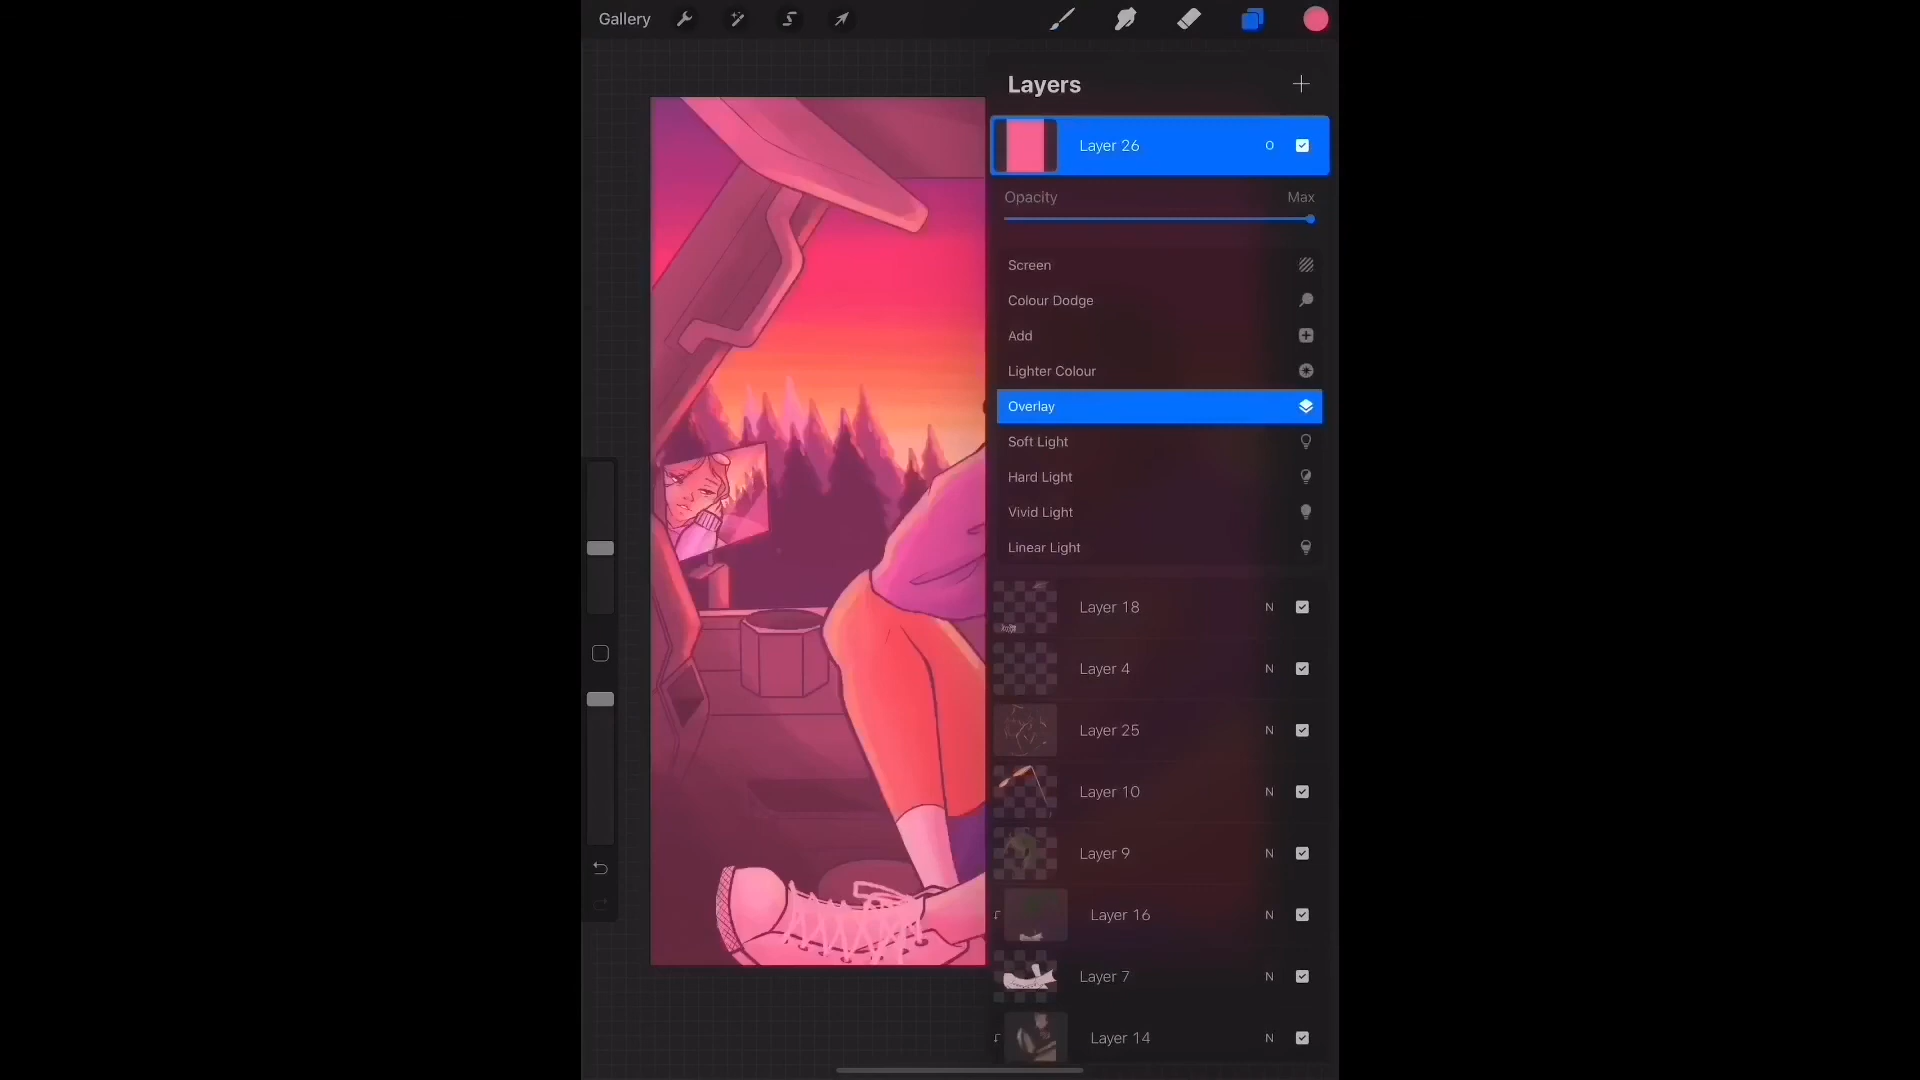 Gallery
Layers
Layer 26 O
Opacity Max
Screen
Colour Dodge
Add
Lighter Colour
Overlay
Soft Light
Hard Light
Vivid Light
Linear Light
Layer 18 N
Layer 4 N
Layer 25 N
Layer 10 N
Layer 9 N
Layer 16 N
Layer 7 N
Layer 14 N